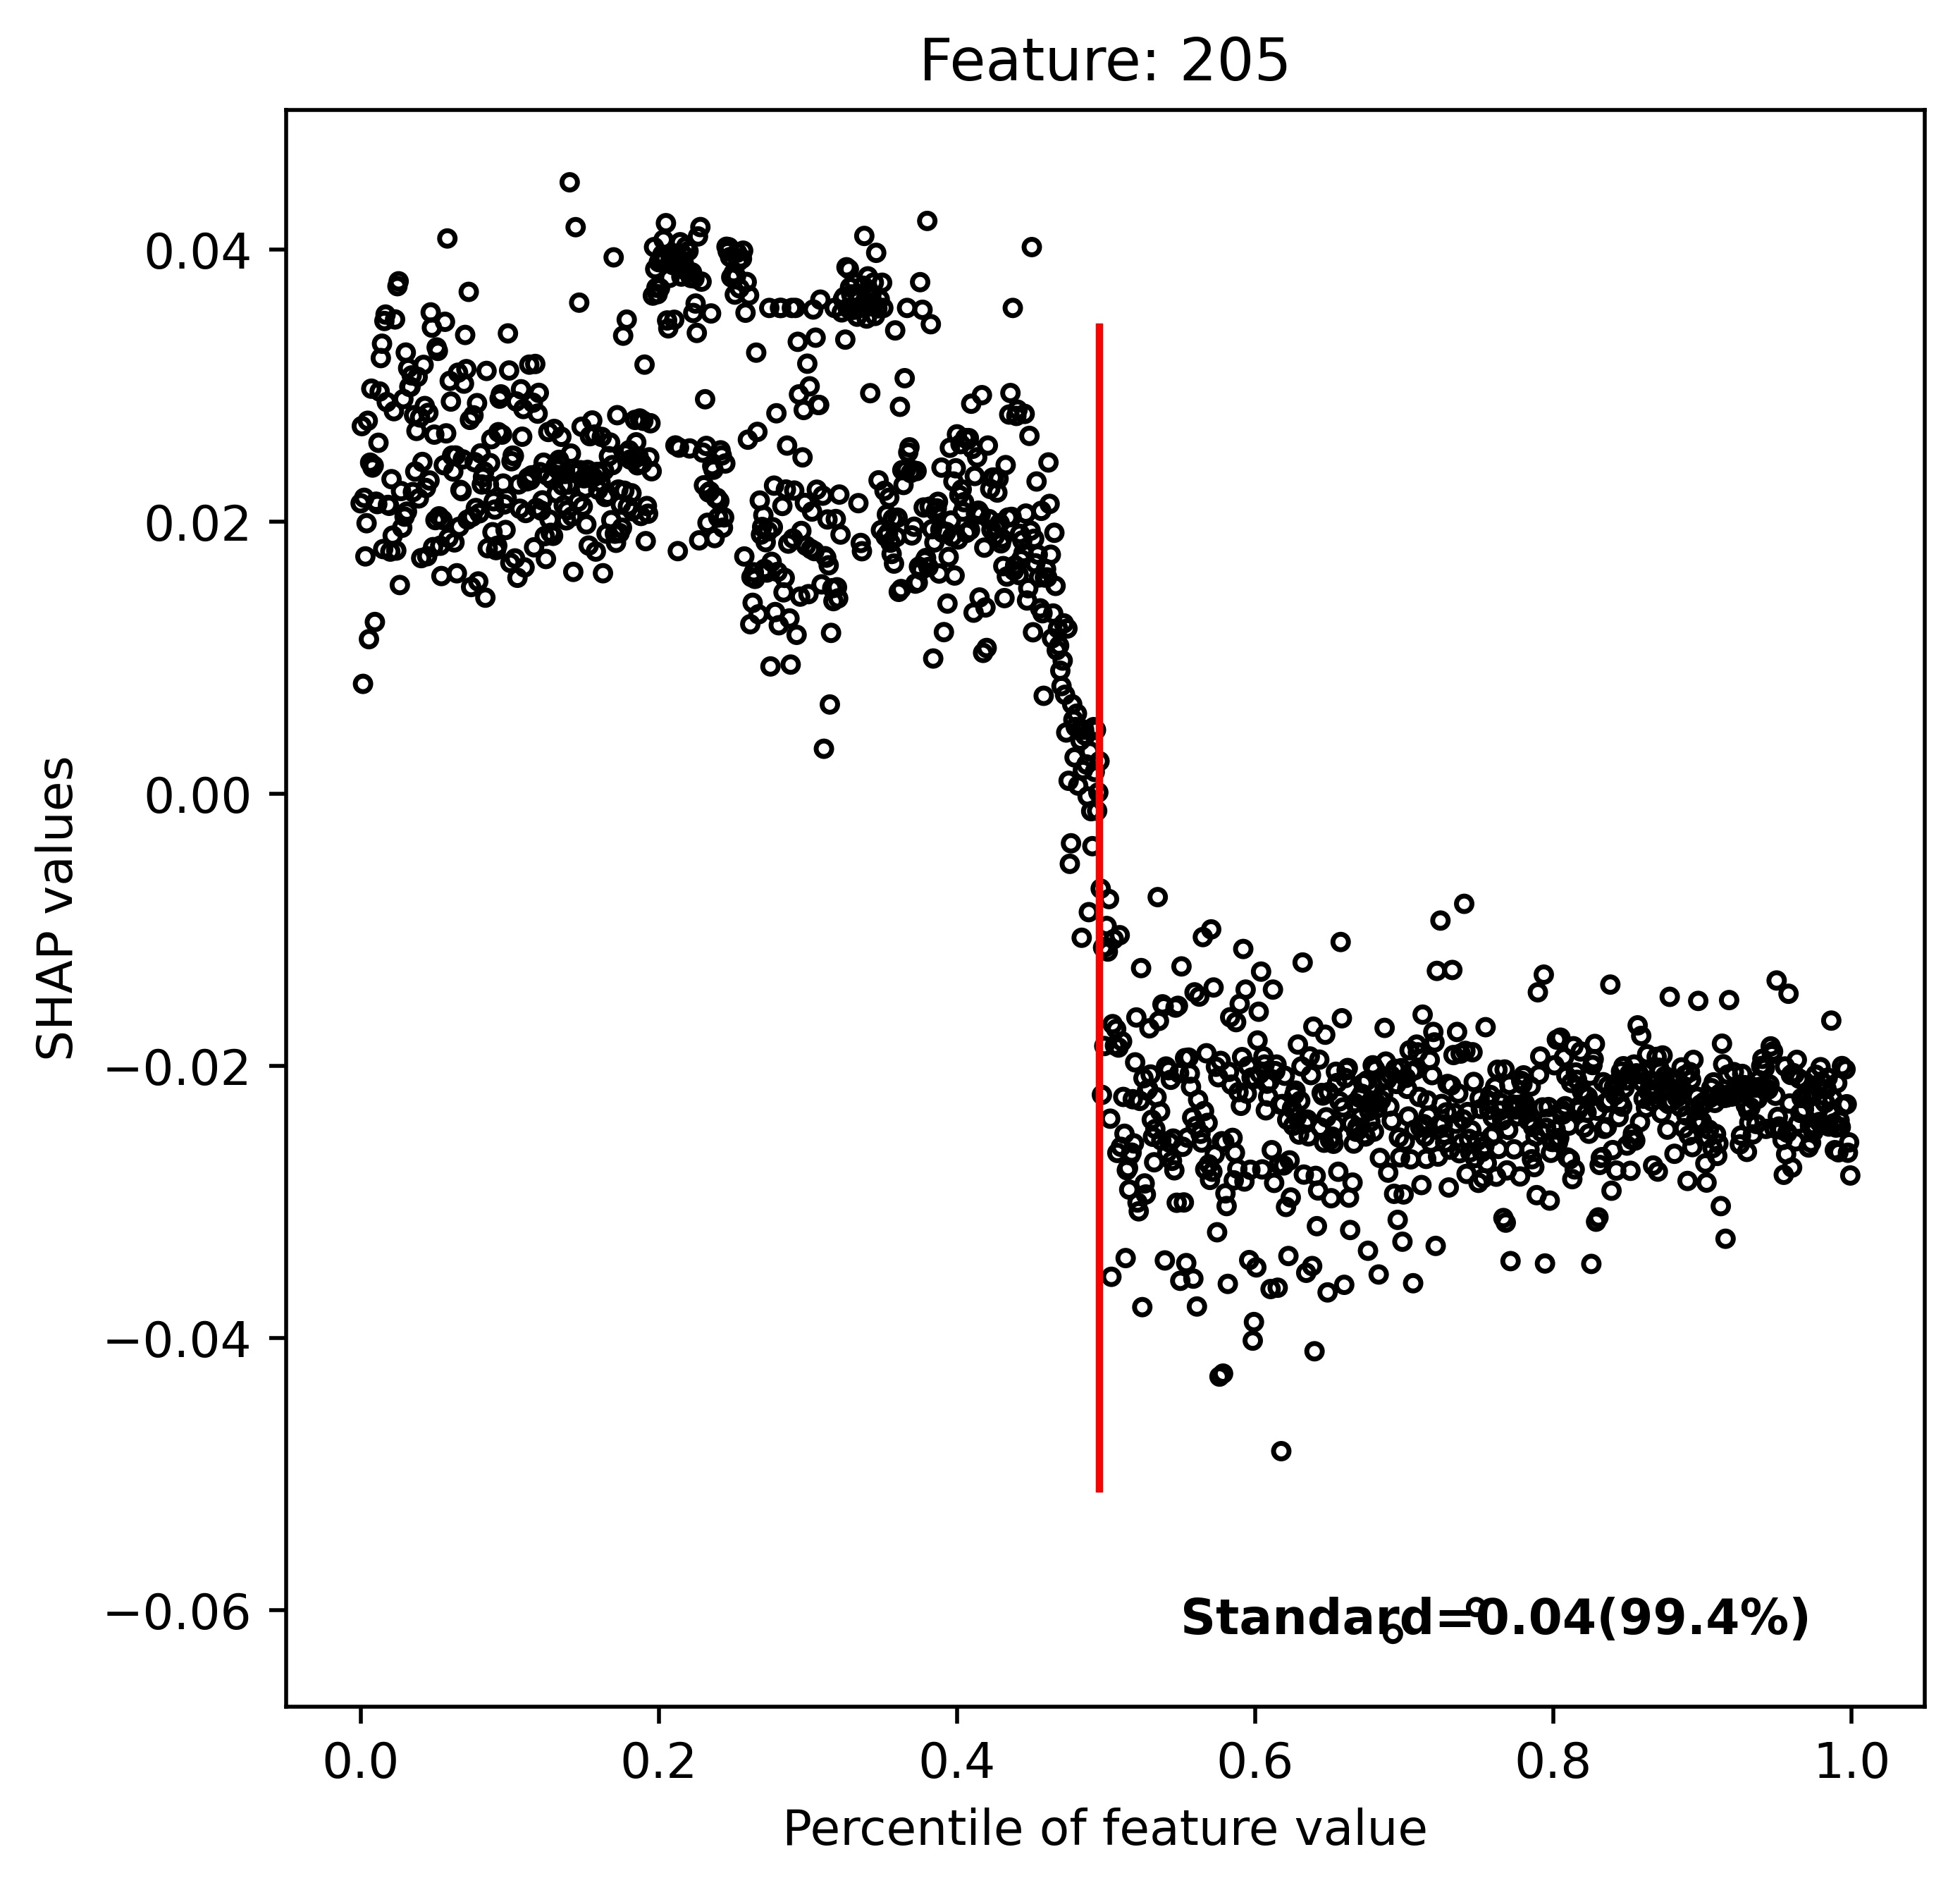 Feature: 205
SHAP values
0.04
0.02
0.00
−0.02
−0.04
−0.06
Standard=0.04(99.4%)
0.0 0.2 0.4 0.6 0.8 1.0
Percentile of feature value